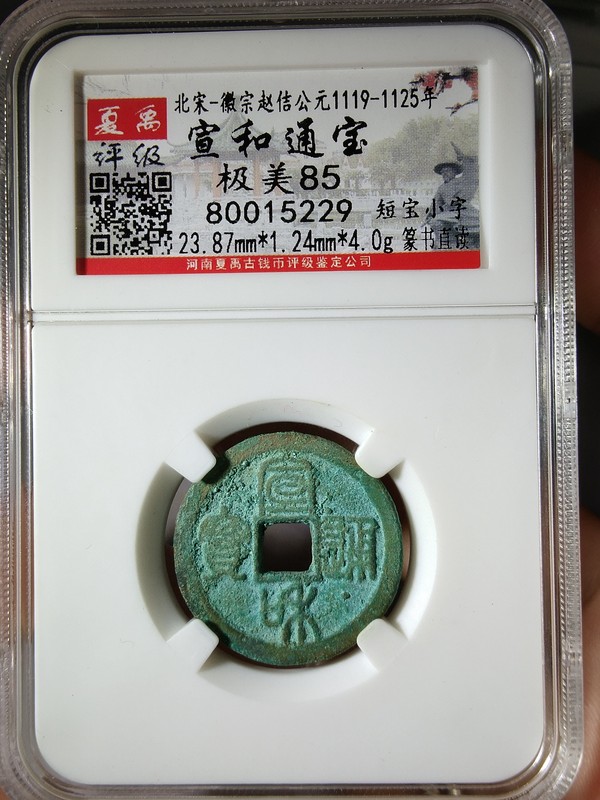 夏禹
评级
北宋-徽宗赵佶公元1119-1125年
宣和通宝
极美85
80015229 短宝小字
23.87mm*1.24mm*4.0g 篆书直读
河南夏禹古钱币评级鉴定公司
宣和通寶